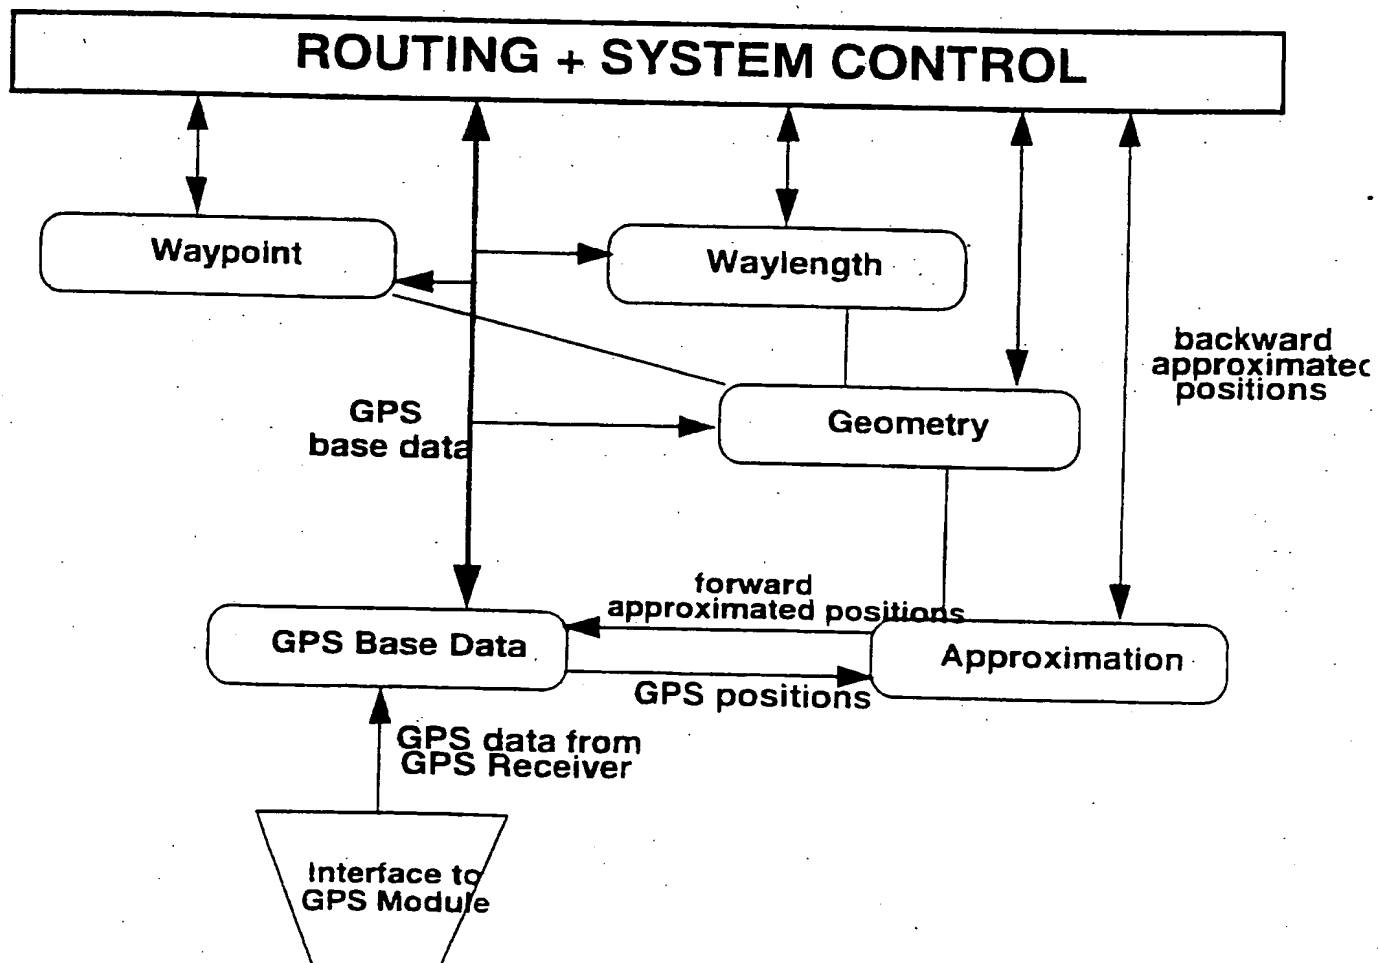 ROUTING + SYSTEM CONTROL
Waypoint
Waylength
backward
approximatec
positions
GPS
base data
Geometry
forward
approximated positions
GPS Base Data
Approximation
GPS positions
GPS data from
GPS Receiver
Interface to
GPS Module